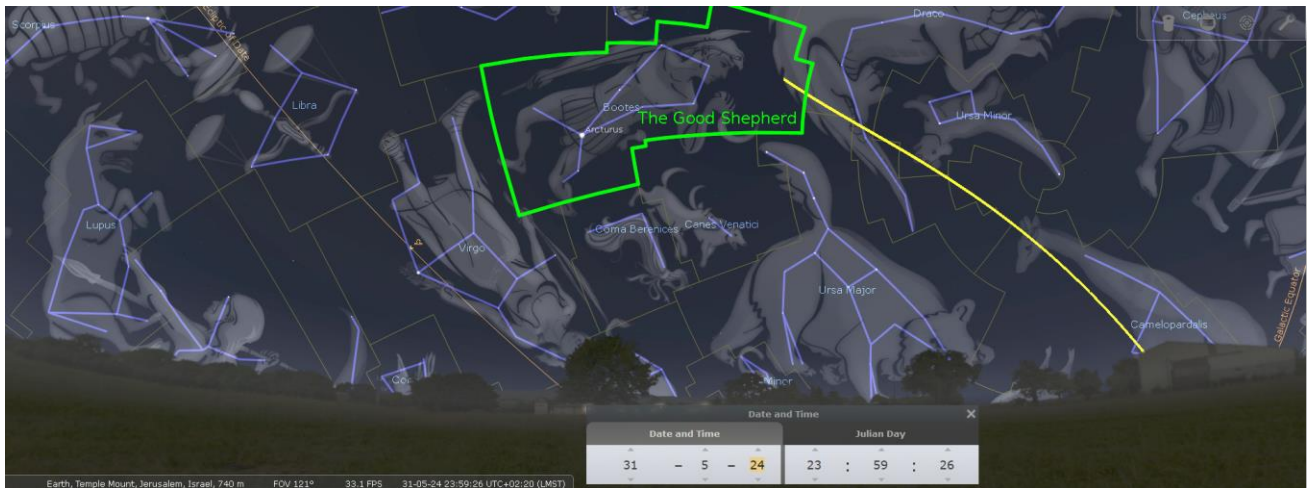 Scorpius
Ecliptic of Date
Draco
Cepheus
Libra
Bootes
Arcturus
The Good Shepherd
Ursa Minor
Lupus
Virgo
Coma Berenices
Canes Venatici
Ursa Major
Camelopardalis
Galactic Equator
Minor
Date and Time
Date and Time Julian Day
31 - 5 - 24 23 : 59 : 26
Earth, Temple Mount, Jerusalem, Israel, 740 m FOV 121° 33.1 FPS 31-05-24 23:59:26 UTC+02:20 (LMST)